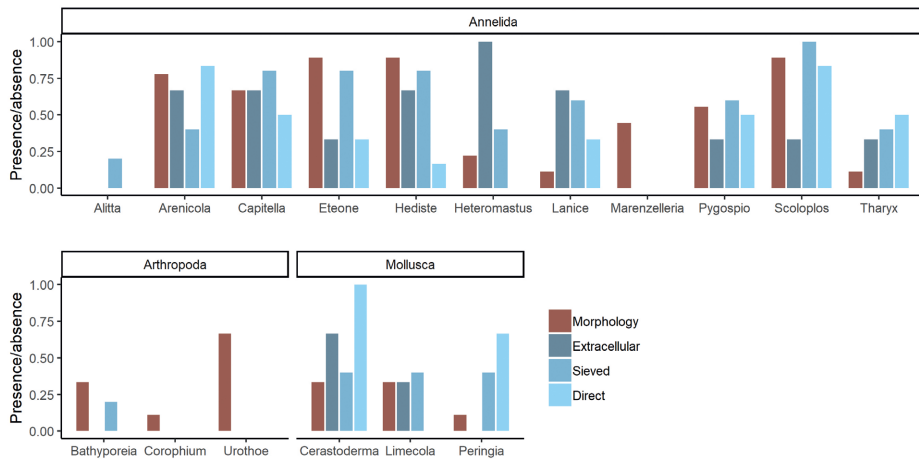 Annelida
Presence/absence
1.00
0.75
0.50
0.25
0.00
Alitta Arenicola Capitella Eteone Hediste Heteromastus Lanice Marenzelleria Pygospio Scoloplos Tharyx
Arthropoda Mollusca
Presence/absence
1.00
0.75
0.50
0.25
0.00
Bathyporeia Corophium Urothoe Cerastoderma Limecola Peringia
Morphology
Extracellular
Sieved
Direct